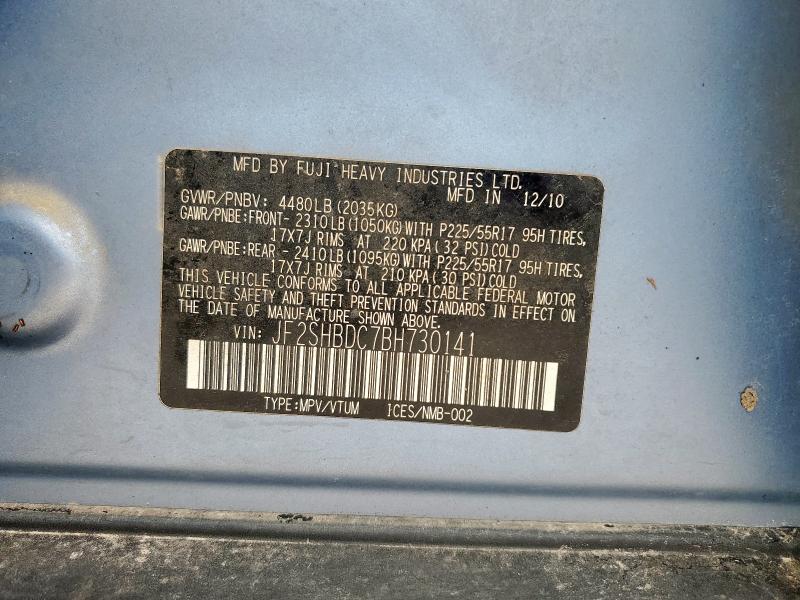 MFD BY FUJI HEAVY INDUSTRIES LTD.
GVWR/PNBV: 4480LB(2035KG) MFD IN 12/10
GAWR/PNBE:FRONT- 2310LB(1050KG)WITH P225/55R17 95H TIRES,
17X7J RIMS AT 220 KPA(32 PSI)COLD
GAWR/PNBE:REAR - 2410LB(1095KG)WITH P225/55R17 95H TIRES,
17X7J RIMS AT 210 KPA(30 PSI)COLD
THIS VEHICLE CONFORMS TO ALL APPLICABLE FEDERAL MOTOR
VEHICLE SAFETY AND THEFT PREVENTION STANDARDS IN EFFECT ON
THE DATE OF MANUFACTURE SHOWN ABOVE.
VIN: JF2SHBDC7BH730141
TYPE:MPV/VTUM ICES/NMB-002